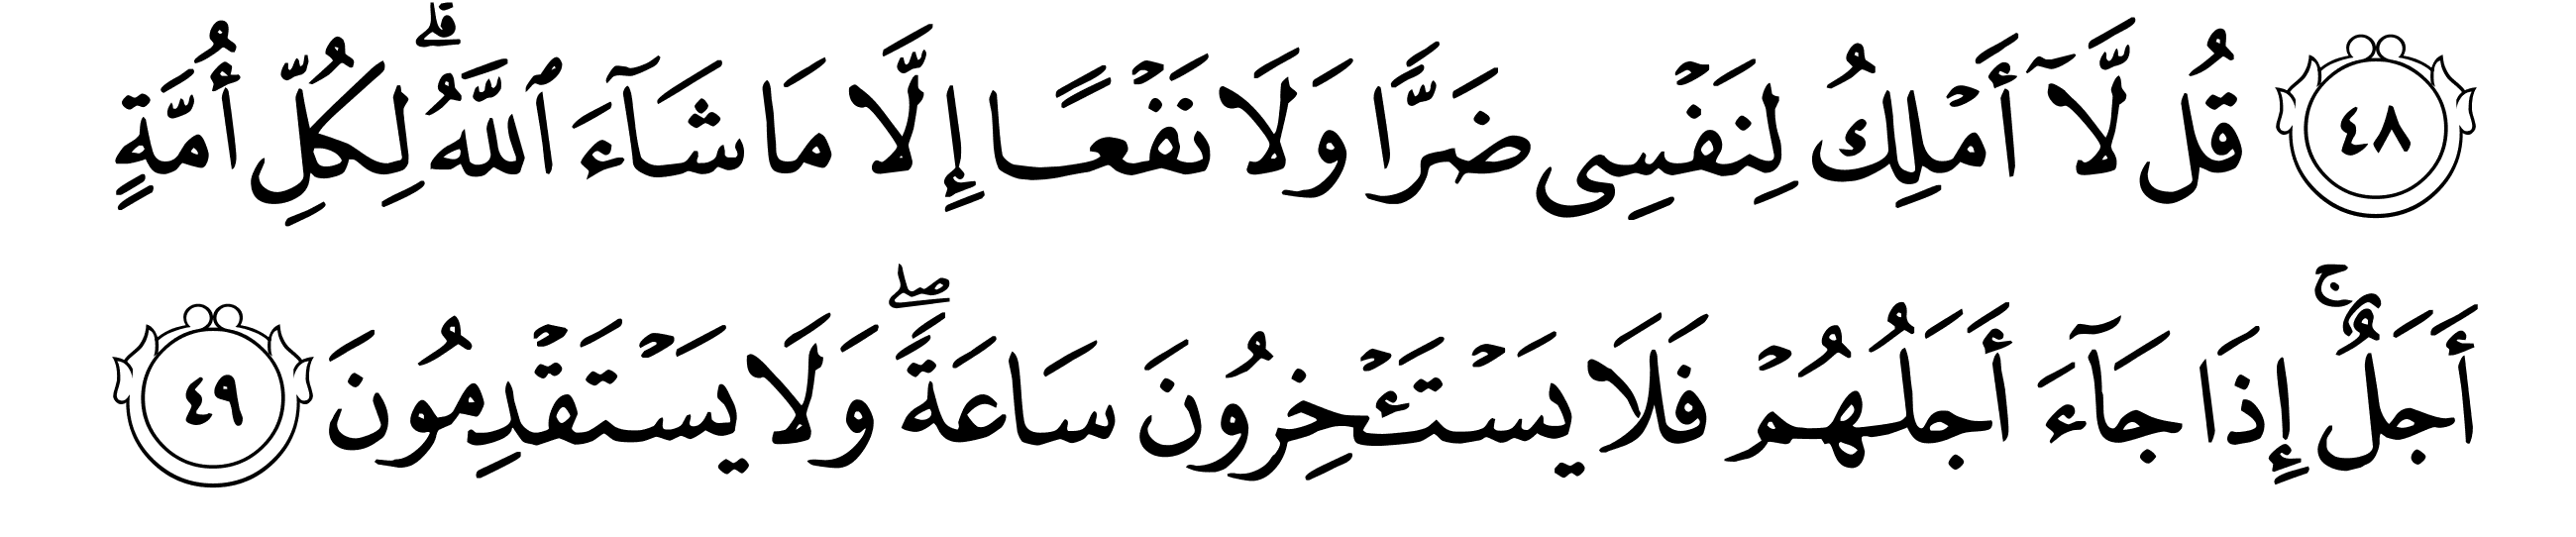 ٤٨ قُل لَّآ أَمۡلِكُ لِنَفۡسِي ضَرّٗا وَلَا نَفۡعًا إِلَّا مَا شَآءَ ٱللَّهُۗ لِكُلِّ أُمَّةٍ
أَجَلٌۚ إِذَا جَآءَ أَجَلُهُمۡ فَلَا يَسۡتَـٔۡخِرُونَ سَاعَةٗ وَلَا يَسۡتَقۡدِمُونَ ٤٩